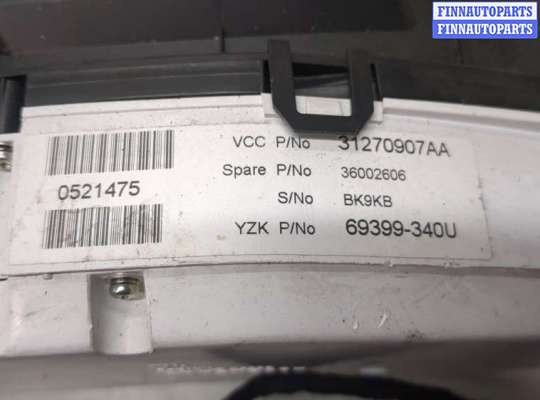 FINNAUTOPARTS
FINNAUTOPARTS
VCC P/No 31270907AA
Spare P/No 36002606
S/No BK9KB
YZK P/No 69399-340U
0521475